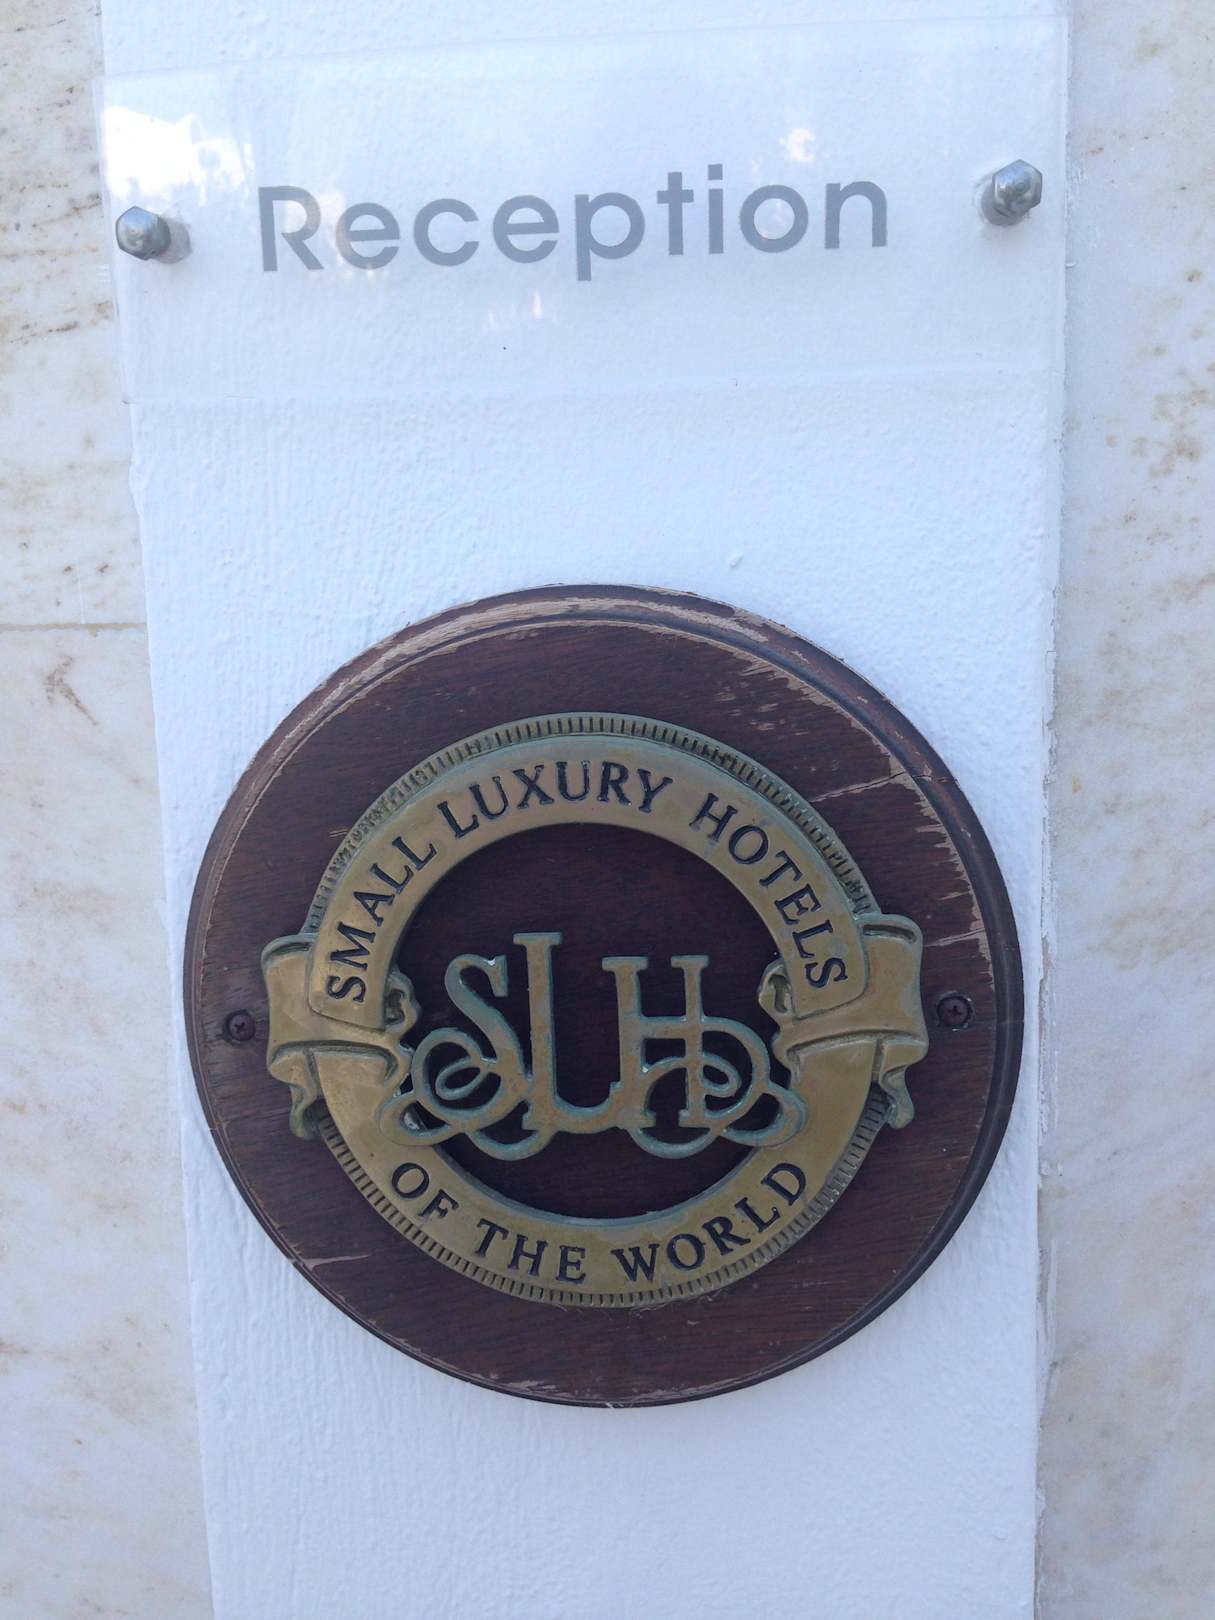 Reception
SMALL LUXURY HOTELS
SLH
OF THE WORLD